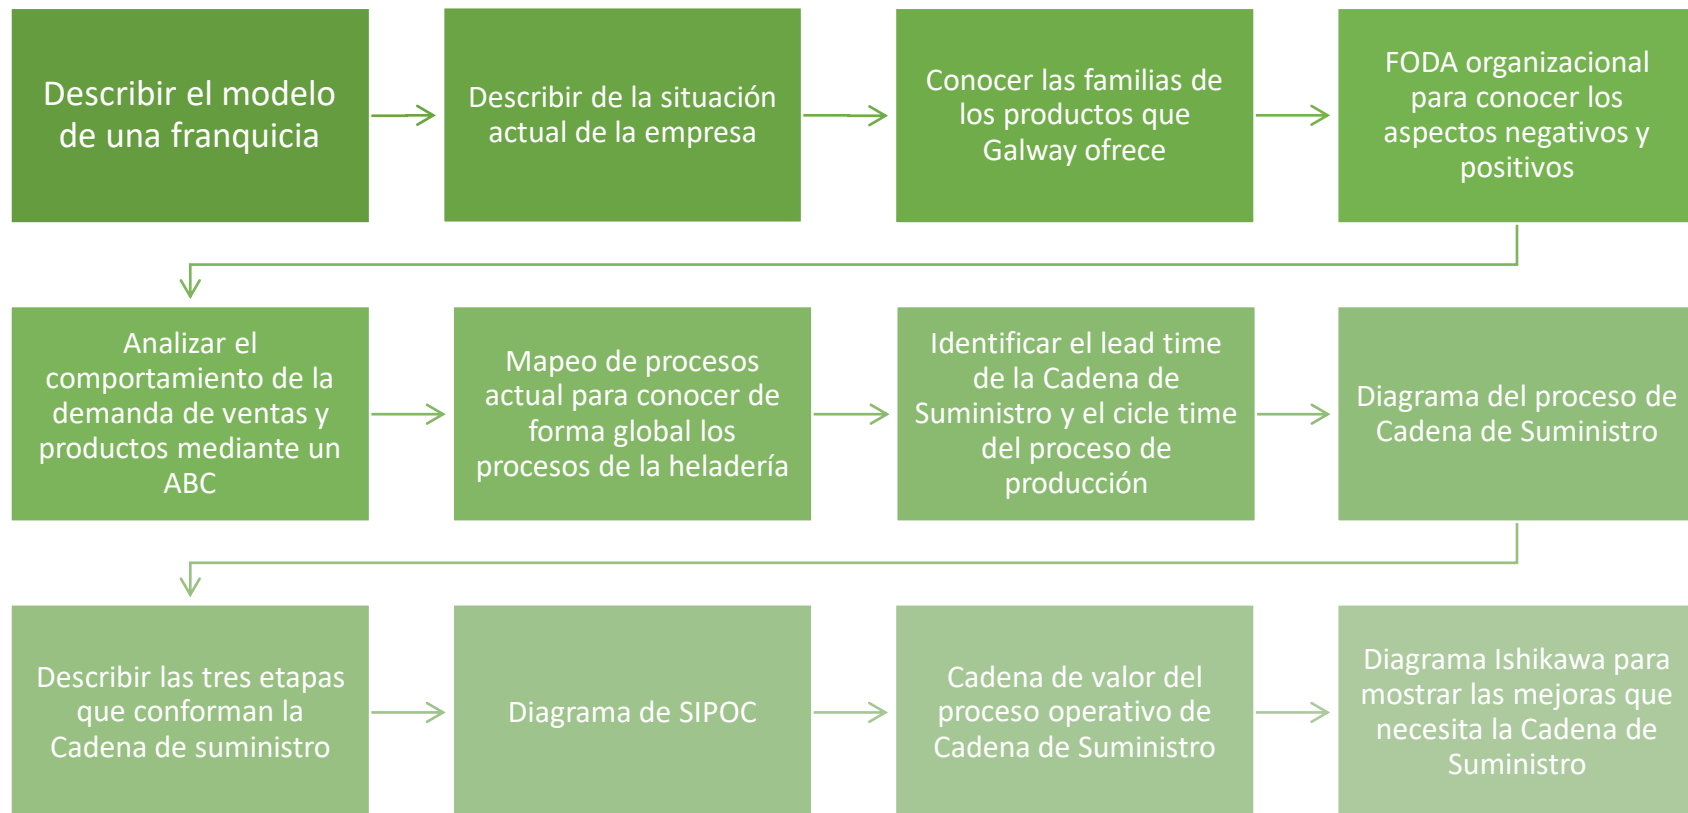 Describir el modelo
de una franquicia
Describir de la situación
actual de la empresa
Conocer las familias de
los productos que
Galway ofrece
FODA organizacional
para conocer los
aspectos negativos y
positivos
Analizar el
comportamiento de la
demanda de ventas y
productos mediante un
ABC
Mapeo de procesos
actual para conocer de
forma global los
procesos de la heladería
Identificar el lead time
de la Cadena de
Suministro y el cicle time
del proceso de
producción
Diagrama del proceso de
Cadena de Suministro
Describir las tres etapas
que conforman la
Cadena de suministro
Diagrama de SIPOC
Cadena de valor del
proceso operativo de
Cadena de Suministro
Diagrama Ishikawa para
mostrar las mejoras que
necesita la Cadena de
Suministro